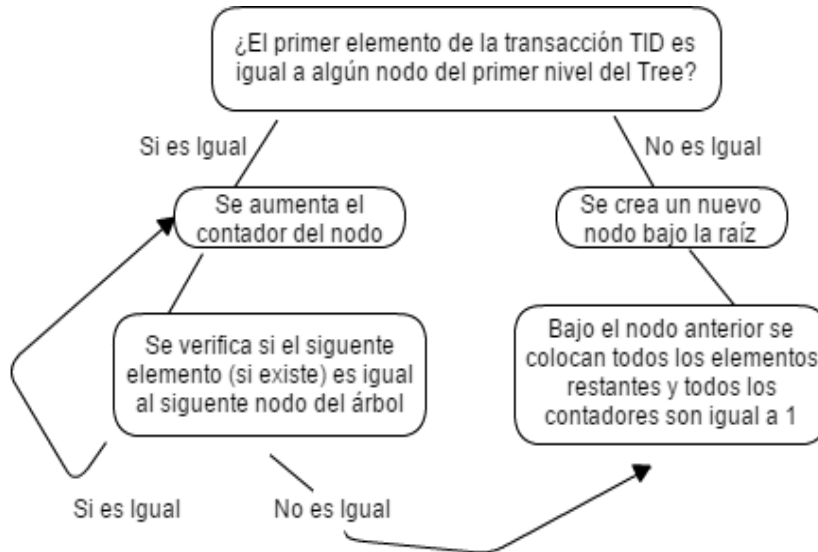 ¿El primer elemento de la transacción TID es
igual a algún nodo del primer nivel del Tree?
Si es Igual
No es Igual
Se aumenta el
contador del nodo
Se crea un nuevo
nodo bajo la raíz
Se verifica si el siguente
elemento (si existe) es igual
al siguente nodo del árbol
Bajo el nodo anterior se
colocan todos los elementos
restantes y todos los
contadores son igual a 1
Si es Igual
No es Igual